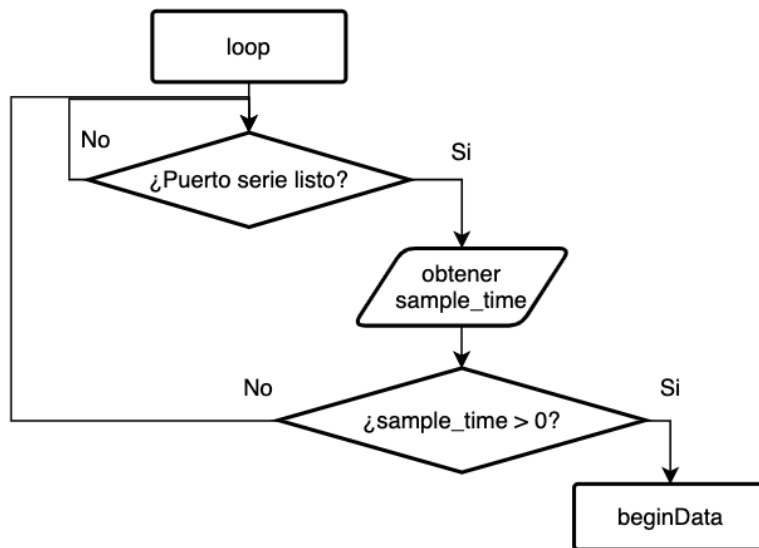 loop
No
Si
¿Puerto serie listo?
obtener
sample_time
No
Si
¿sample_time > 0?
beginData